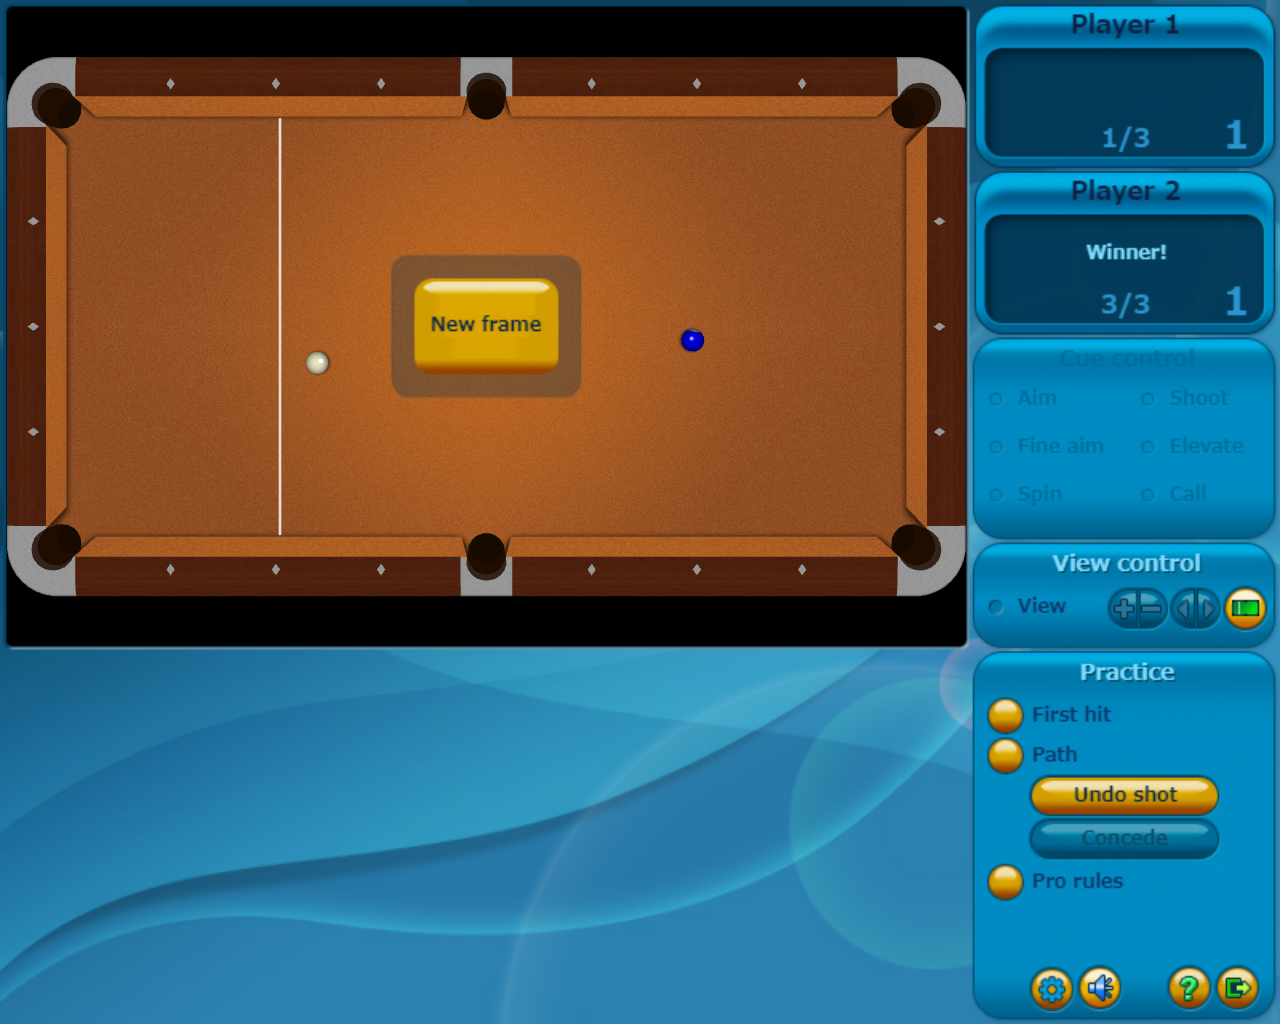 Player 1
1/3 1
Player 2
Winner!
3/3 1
Cue control
Aim Shoot
Fine aim Elevate
Spin Call
New frame
View control
View
Practice
First hit
Path
Undo shot
Concede
Pro rules
?